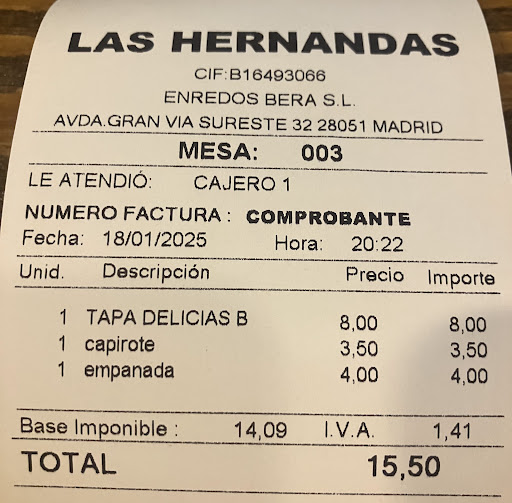 LAS HERNANDAS
CIF:B16493066
ENREDOS BERA S.L.
AVDA.GRAN VIA SURESTE 32 28051 MADRID
MESA: 003
LE ATENDIÓ: CAJERO 1
NUMERO FACTURA : COMPROBANTE
Fecha: 18/01/2025 Hora: 20:22
Unid. Descripción Precio Importe
1 TAPA DELICIAS B 8,00 8,00
1 capirote 3,50 3,50
1 empanada 4,00 4,00
Base Imponible : 14,09 I.V.A. 1,41
TOTAL 15,50